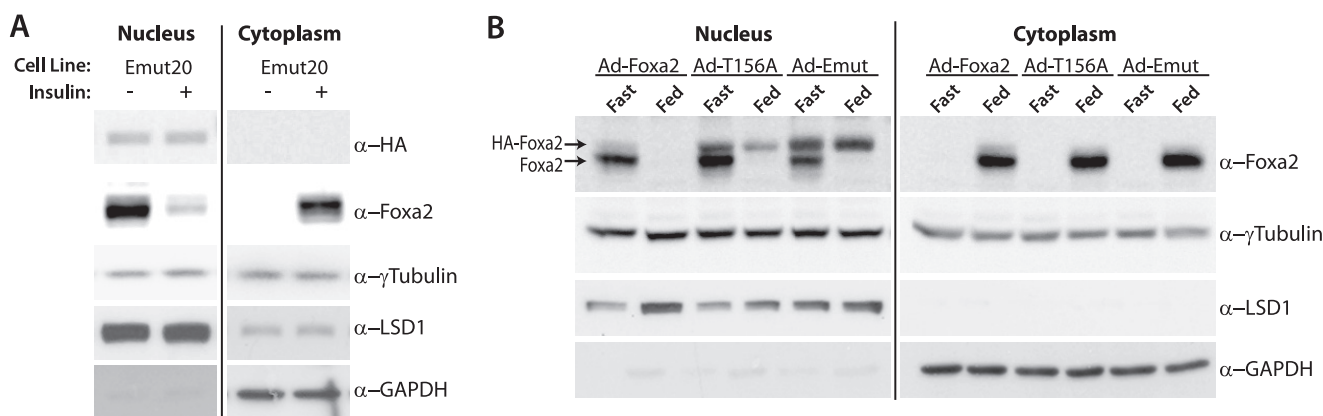 A
Nucleus Cytoplasm
Cell Line: Emut20 Emut20
Insulin: - + - +
α–HA
α–Foxa2
α–γTubulin
α–LSD1
α–GAPDH
B
Nucleus Cytoplasm
Ad-Foxa2 Ad-T156A Ad-Emut Ad-Foxa2 Ad-T156A Ad-Emut
Fast Fed Fast Fed Fast Fed Fast Fed Fast Fed Fast Fed
HA-Foxa2
Foxa2
α–Foxa2
α–γTubulin
α–LSD1
α–GAPDH